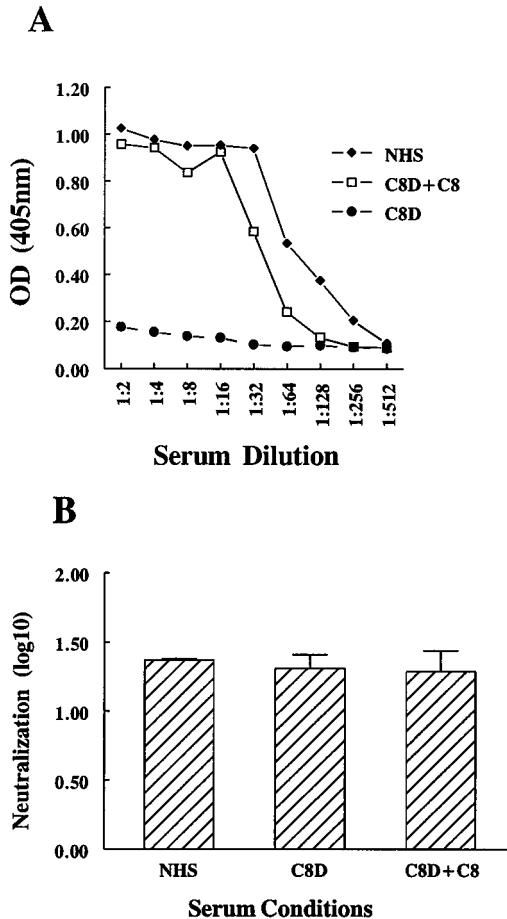 A
1.20
1.00
0.80
0.60
0.40
0.20
0.00
OD (405nm)
NHS
C8D+C8
C8D
1:2
1:4
1:8
1:16
1:32
1:64
1:128
1:256
1:512
Serum Dilution
B
2.00
1.50
1.00
0.50
0.00
Neutralization (log10)
NHS
C8D
C8D+C8
Serum Conditions